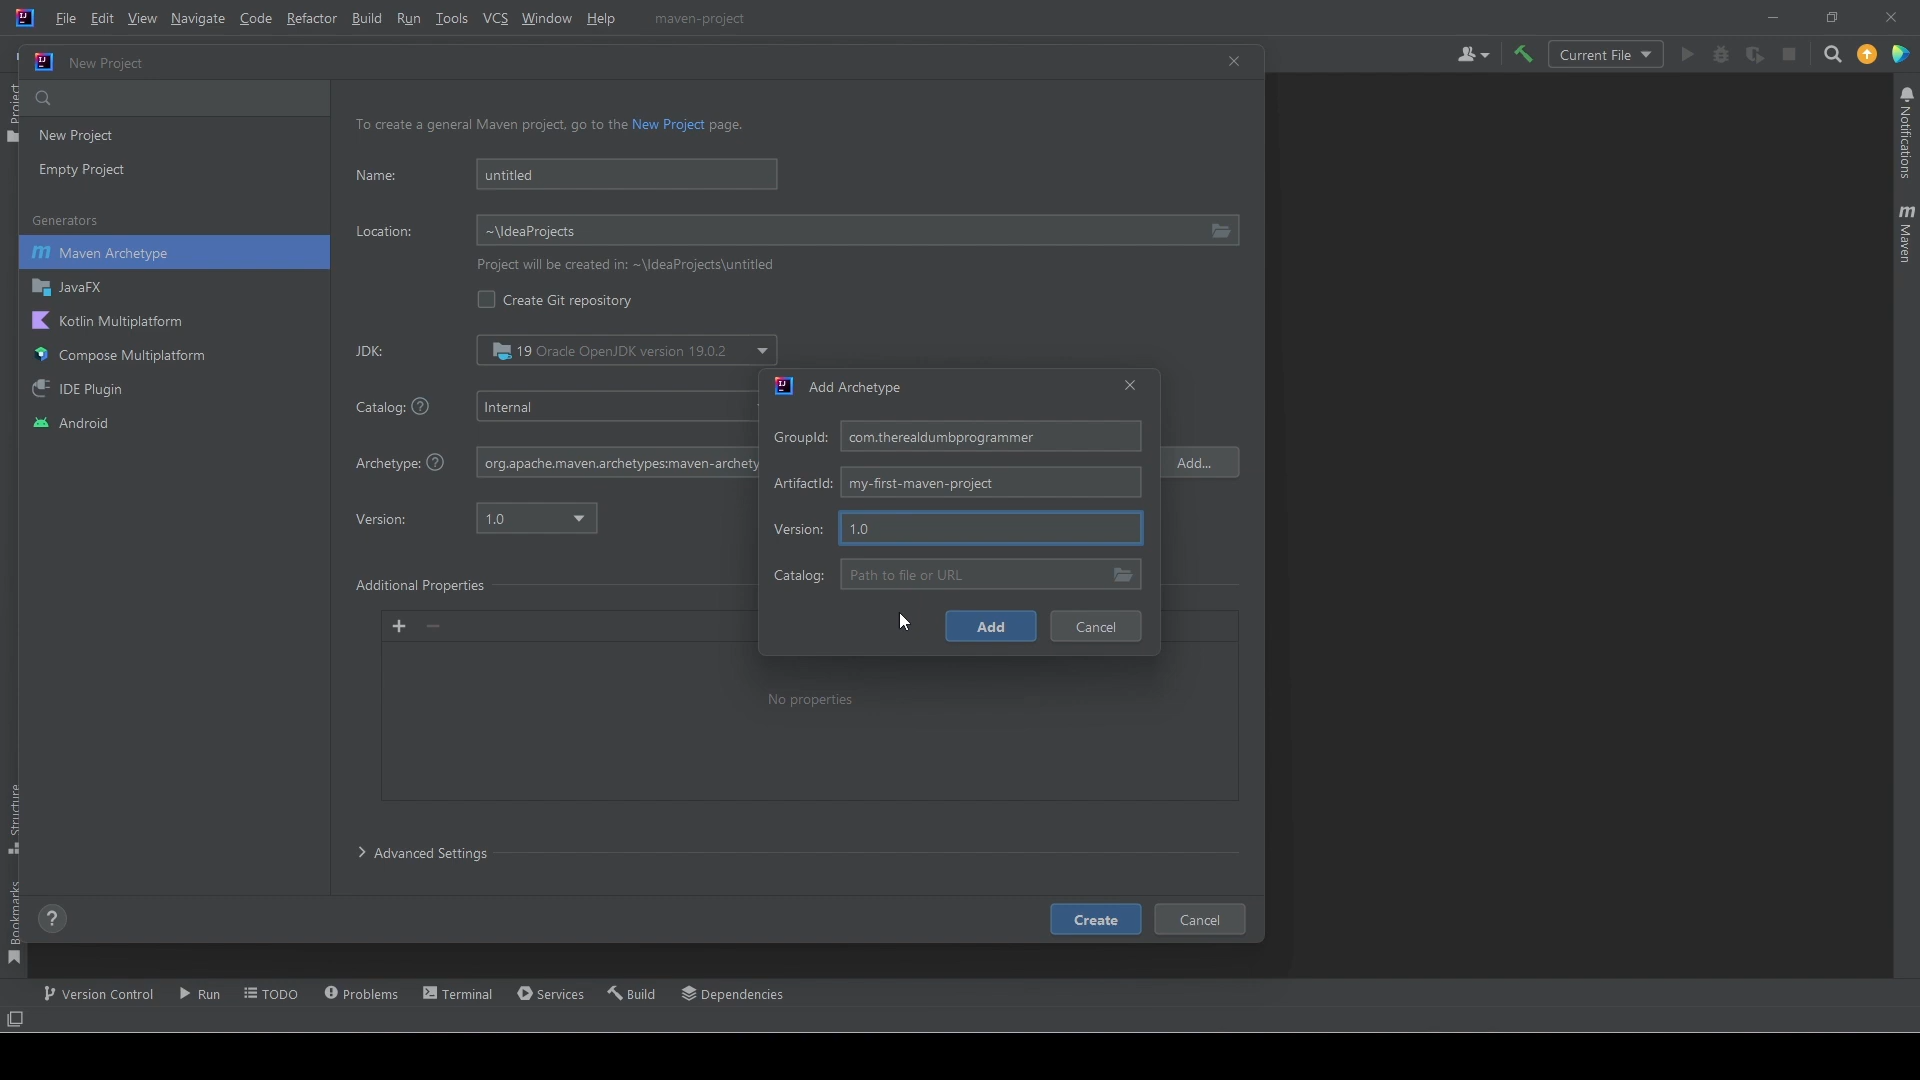 File Edit View Navigate Code Refactor Build Run Tools VCS Window Help maven-project
New Project
Current File
Project
New Project
Empty Project
Generators
Maven Archetype
JavaFX
Kotlin Multiplatform
Compose Multiplatform
IDE Plugin
Android
To create a general Maven project, go to the New Project page.
Name: untitled
Location: ~\IdeaProjects
Project will be created in: ~\IdeaProjects\untitled
Create Git repository
JDK: 19 Oracle OpenJDK version 19.0.2
Catalog: Internal
Archetype: org.apache.maven.archetypes:maven-archety
Add...
Version: 1.0
Additional Properties
No properties
Advanced Settings
Create Cancel
Add Archetype
GroupId: com.therealdumbprogrammer
ArtifactId: my-first-maven-project
Version: 1.0
Catalog: Path to file or URL
Add Cancel
Notifications
Maven
Structure
Bookmarks
Version Control Run TODO Problems Terminal Services Build Dependencies